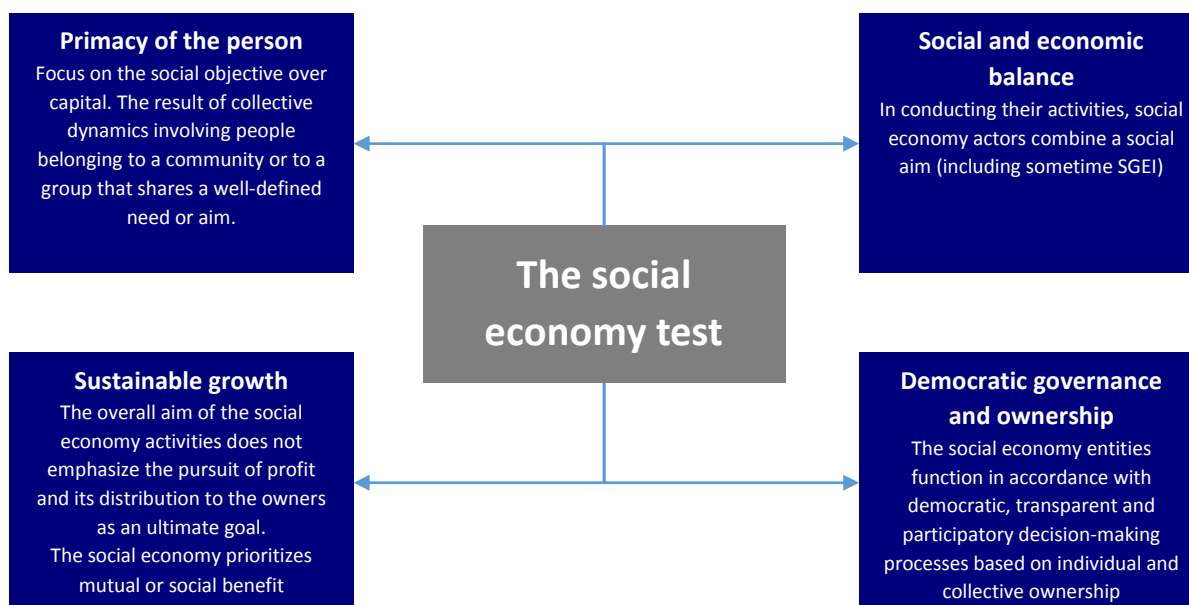 Primacy of the person
Focus on the social objective over
capital. The result of collective
dynamics involving people
belonging to a community or to a
group that shares a well-defined
need or aim.
Social and economic
balance
In conducting their activities, social
economy actors combine a social
aim (including sometime SGEI)
The social
economy test
Sustainable growth
The overall aim of the social
economy activities does not
emphasize the pursuit of profit
and its distribution to the owners
as an ultimate goal.
The social economy prioritizes
mutual or social benefit
Democratic governance
and ownership
The social economy entities
function in accordance with
democratic, transparent and
participatory decision-making
processes based on individual and
collective ownership